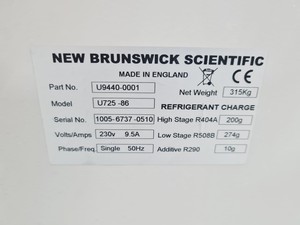 NEW BRUNSWICK SCIENTIFIC
MADE IN ENGLAND
CE
Part No. U9440-0001 Net Weight 315Kg
Model U725 -86 REFRIGERANT CHARGE
Serial No. 1005-6737-0510 High Stage R404A 200g
Volts/Amps 230v 9.5A Low Stage R508B 274g
Phase/Freq. Single 50Hz Additive R290 10g